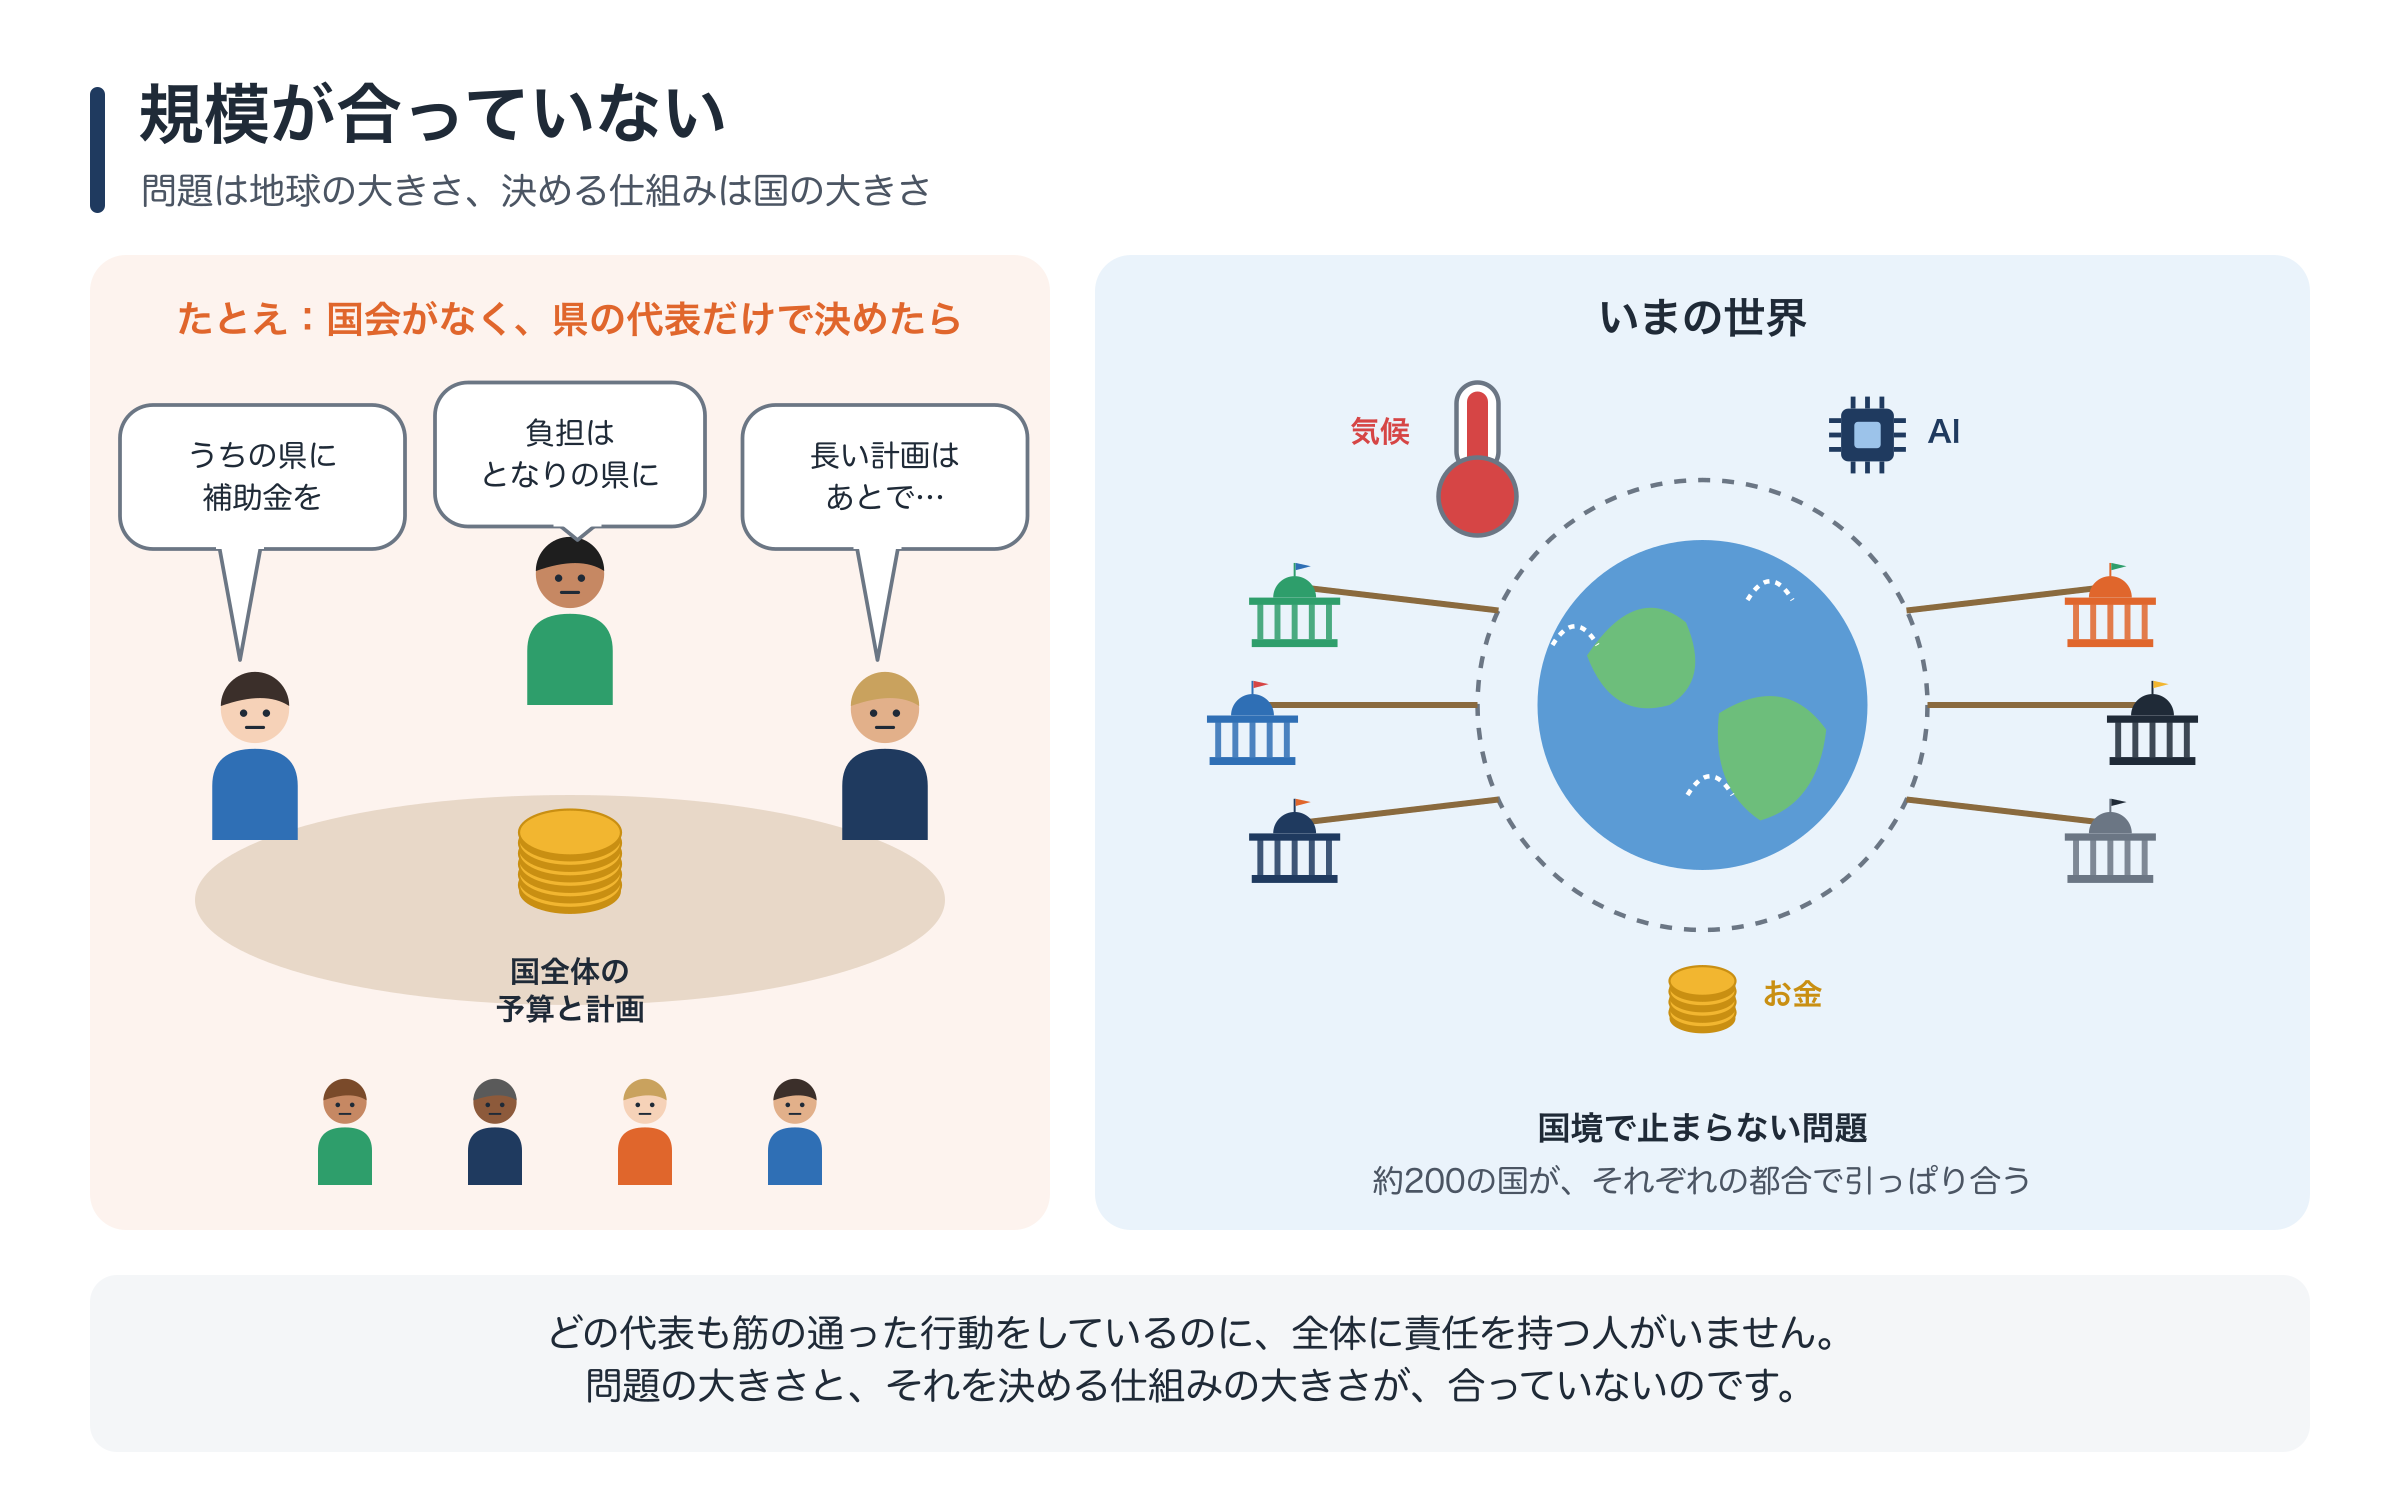 規模が合っていない
問題は地球の大きさ、決める仕組みは国の大きさ
たとえ：国会がなく、県の代表だけで決めたら
うちの県に
補助金を
負担は
となりの県に
長い計画は
あとで…
国全体の
予算と計画
いまの世界
気候
AI
お金
国境で止まらない問題
約200の国が、それぞれの都合で引っぱり合う
どの代表も筋の通った行動をしているのに、全体に責任を持つ人がいません。
問題の大きさと、それを決める仕組みの大きさが、合っていないのです。